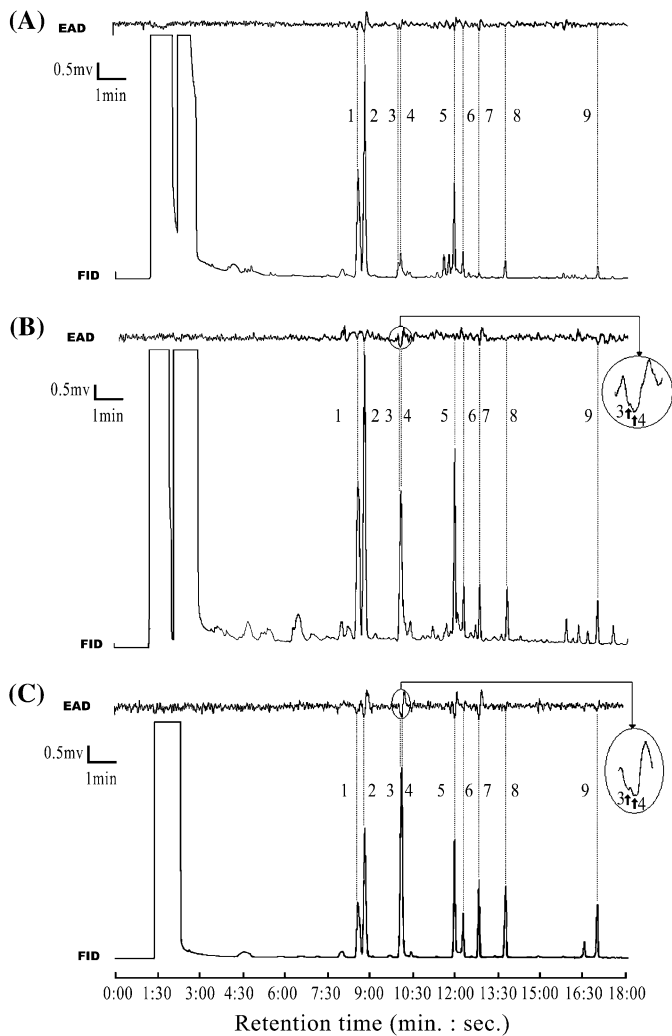 (A)
EAD
0.5mv
1min
1 2 3 4 5 6 7 8 9
FID
(B)
EAD
0.5mv
1min
3 4
1 2 3 4 5 6 7 8 9
FID
(C)
EAD
0.5mv
1min
3 4
1 2 3 4 5 6 7 8 9
FID
0:00 1:30 3:00 4:30 6:00 7:30 9:00 10:30 12:00 13:30 15:00 16:30 18:00
Retention time (min. : sec.)